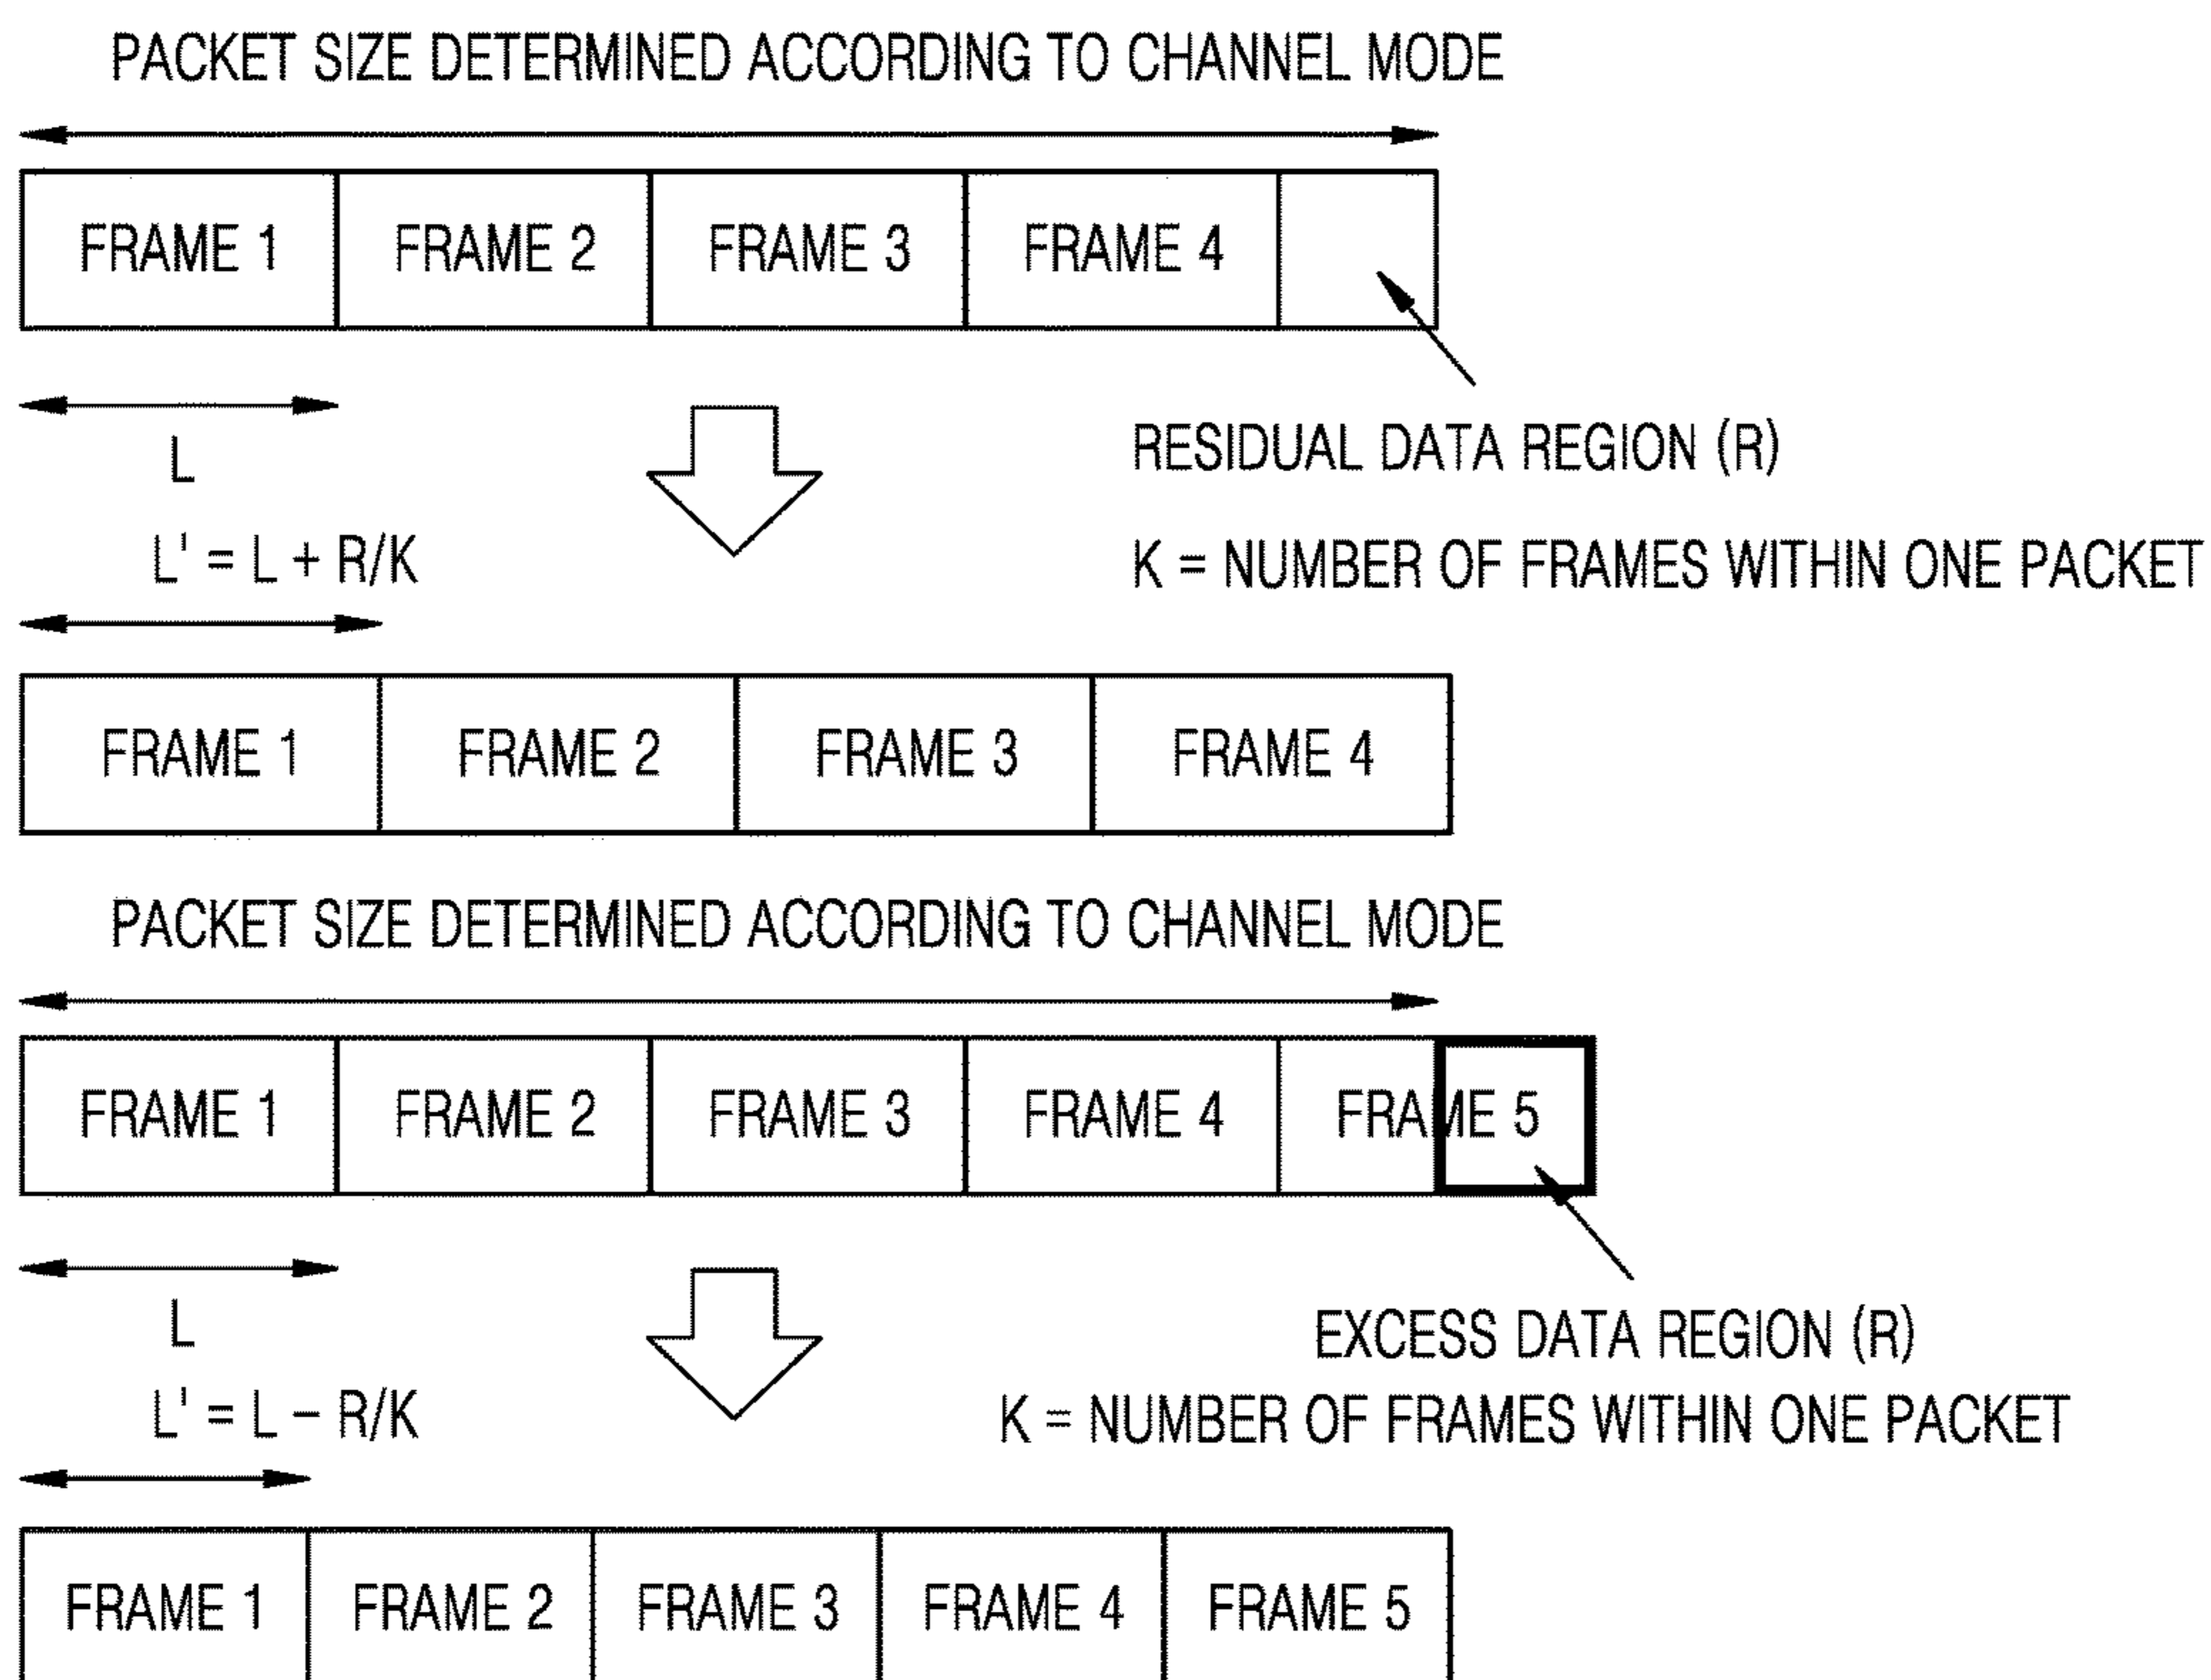 PACKET SIZE DETERMINED ACCORDING TO CHANNEL MODE
FRAME 1 FRAME 2 FRAME 3 FRAME 4
L
RESIDUAL DATA REGION (R)
L' = L + R/K
K = NUMBER OF FRAMES WITHIN ONE PACKET
FRAME 1 FRAME 2 FRAME 3 FRAME 4
PACKET SIZE DETERMINED ACCORDING TO CHANNEL MODE
FRAME 1 FRAME 2 FRAME 3 FRAME 4 FRAME 5
L
EXCESS DATA REGION (R)
L' = L − R/K
K = NUMBER OF FRAMES WITHIN ONE PACKET
FRAME 1 FRAME 2 FRAME 3 FRAME 4 FRAME 5